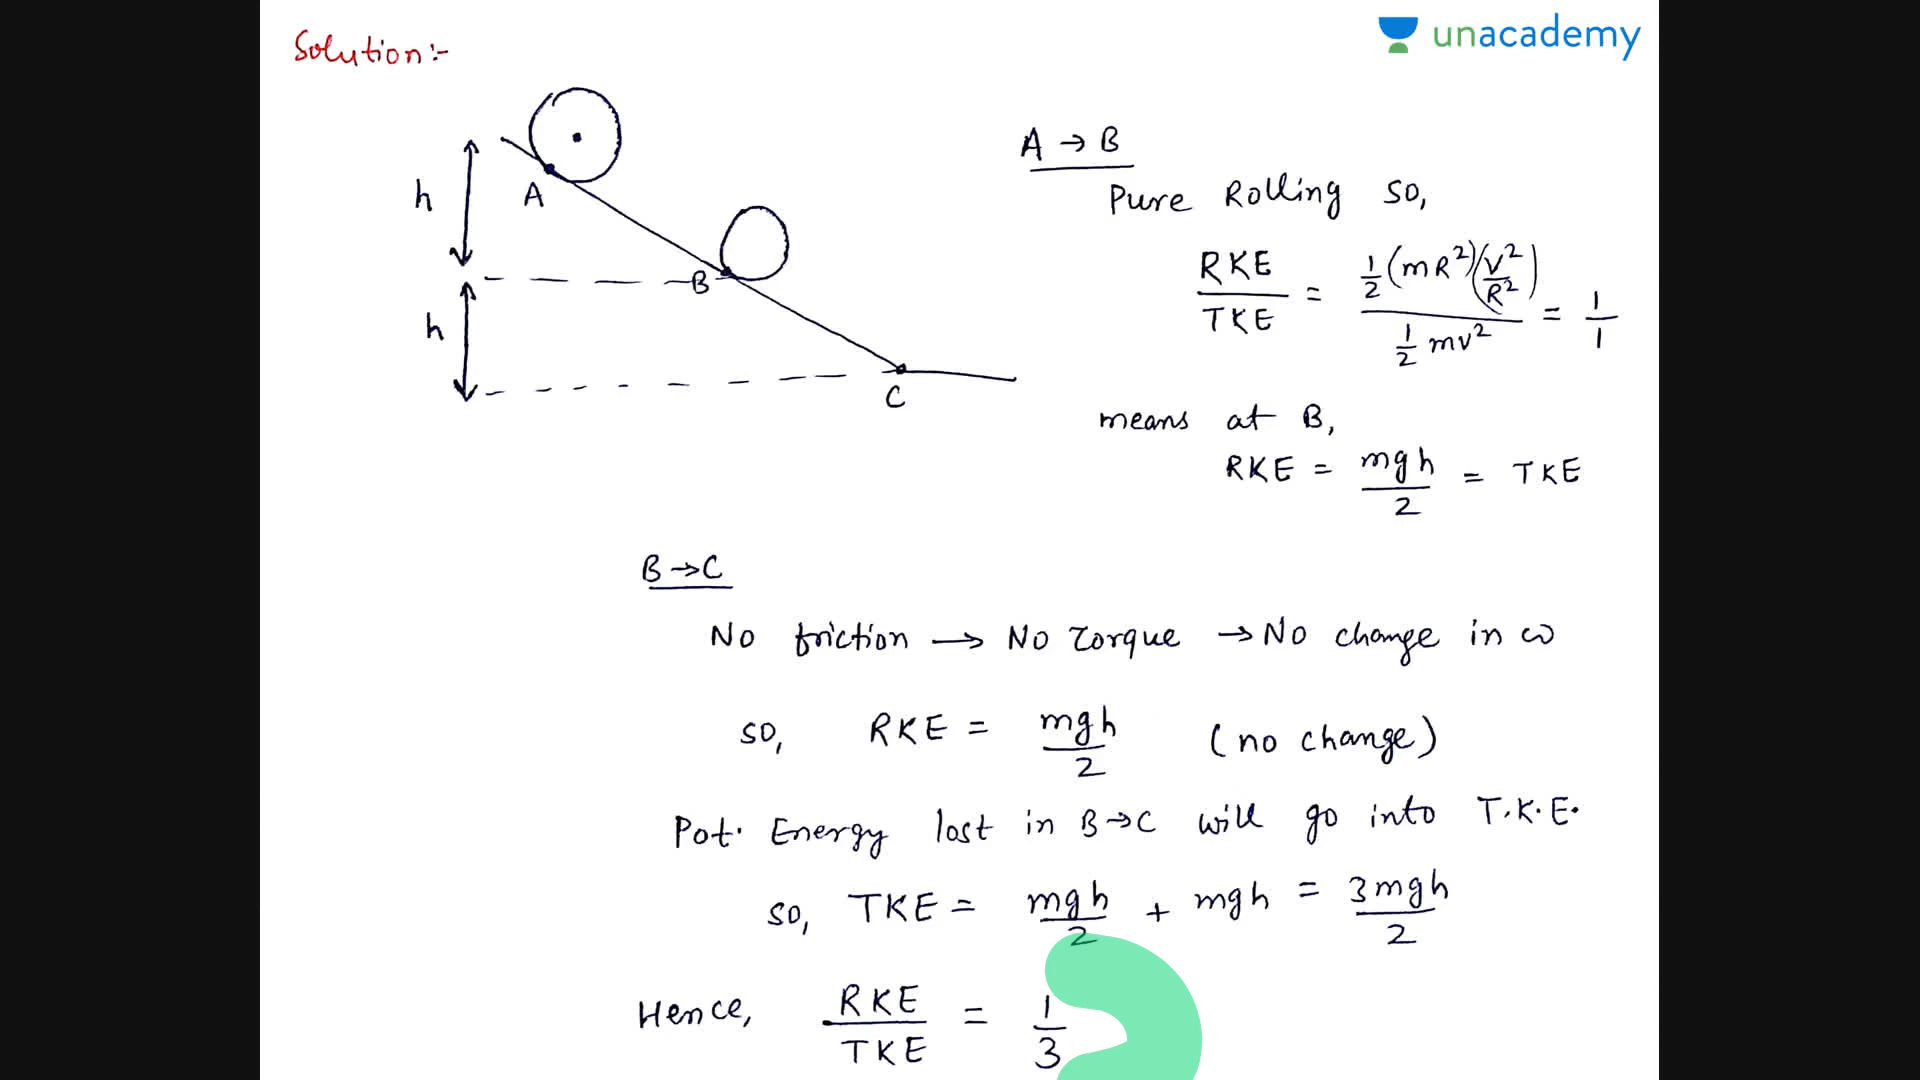 Solution:-
unacademy
A → B
Pure Rolling so,
RKE/TKE = 1/2 (mR²)(V²/R²) / 1/2 mv² = 1/1
h
A
B
h
C
means at B,
RKE = mgh/2 = TKE
B→C
No friction → No Torque → No change in ω
so, RKE = mgh/2 (no change)
Pot. Energy lost in B→C will go into T.K.E.
so, TKE = mgh/2 + mgh = 3mgh/2
Hence, RKE/TKE = 1/3